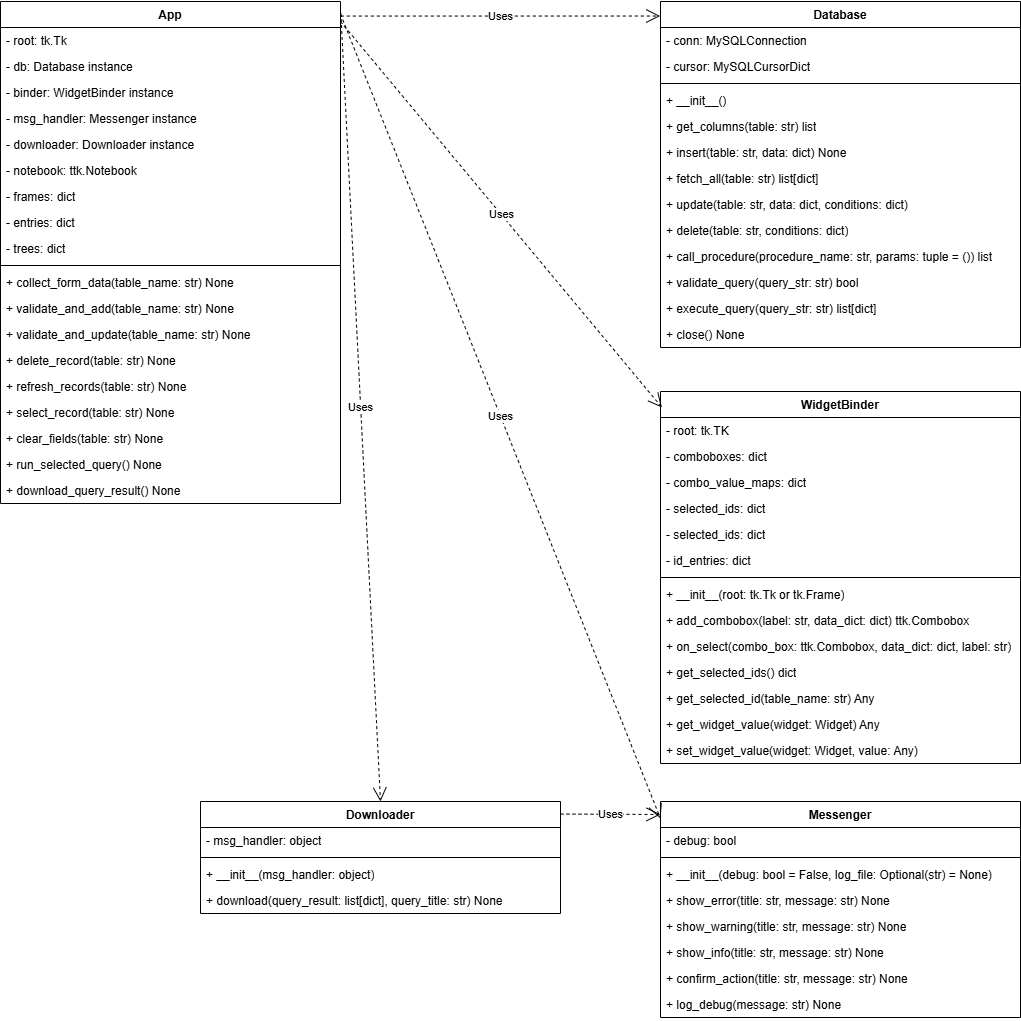 App
- root: tk.Tk
- db: Database instance
- binder: WidgetBinder instance
- msg_handler: Messenger instance
- downloader: Downloader instance
- notebook: ttk.Notebook
- frames: dict
- entries: dict
- trees: dict
+ collect_form_data(table_name: str) None
+ validate_and_add(table_name: str) None
+ validate_and_update(table_name: str) None
+ delete_record(table: str) None
+ refresh_records(table: str) None
+ select_record(table: str) None
+ clear_fields(table: str) None
+ run_selected_query() None
+ download_query_result() None
Uses
Uses
Uses
Uses
Database
- conn: MySQLConnection
- cursor: MySQLCursorDict
+ __init__()
+ get_columns(table: str) list
+ insert(table: str, data: dict) None
+ fetch_all(table: str) list[dict]
+ update(table: str, data: dict, conditions: dict)
+ delete(table: str, conditions: dict)
+ call_procedure(procedure_name: str, params: tuple = ()) list
+ validate_query(query_str: str) bool
+ execute_query(query_str: str) list[dict]
+ close() None
WidgetBinder
- root: tk.TK
- comboboxes: dict
- combo_value_maps: dict
- selected_ids: dict
- selected_ids: dict
- id_entries: dict
+ __init__(root: tk.Tk or tk.Frame)
+ add_combobox(label: str, data_dict: dict) ttk.Combobox
+ on_select(combo_box: ttk.Combobox, data_dict: dict, label: str)
+ get_selected_ids() dict
+ get_selected_id(table_name: str) Any
+ get_widget_value(widget: Widget) Any
+ set_widget_value(widget: Widget, value: Any)
Downloader
- msg_handler: object
+ __init__(msg_handler: object)
+ download(query_result: list[dict], query_title: str) None
Uses
Messenger
- debug: bool
+ __init__(debug: bool = False, log_file: Optional(str) = None)
+ show_error(title: str, message: str) None
+ show_warning(title: str, message: str) None
+ show_info(title: str, message: str) None
+ confirm_action(title: str, message: str) None
+ log_debug(message: str) None